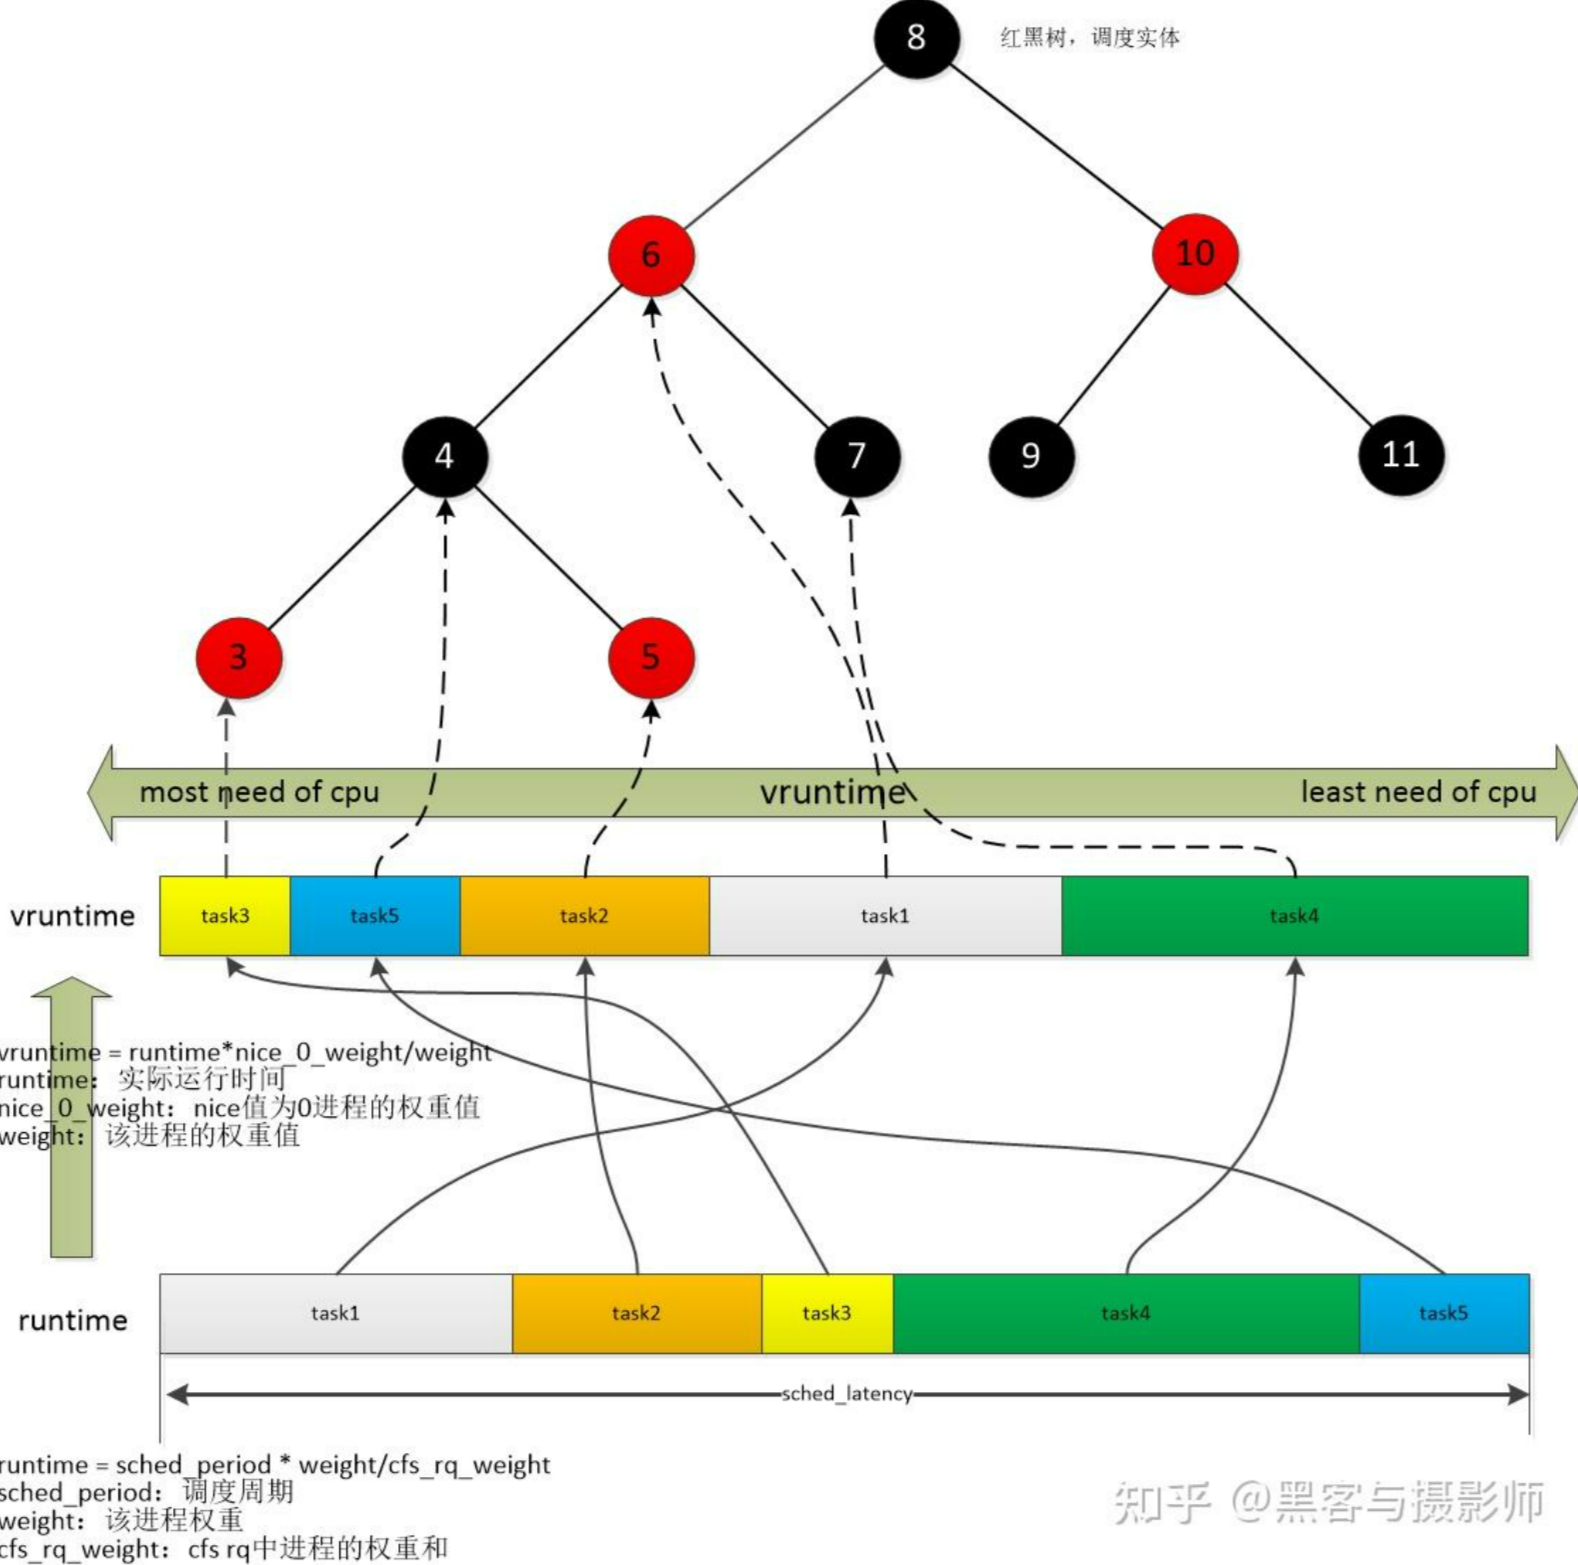 8
红黑树，调度实体
6
10
4
7
9
11
3
5
most need of cpu
vruntime
least need of cpu
vruntime
task3
task5
task2
task1
task4
vruntime = runtime*nice_0_weight/weight
runtime：实际运行时间
nice_0_weight：nice值为0进程的权重值
weight：该进程的权重值
runtime
task1
task2
task3
task4
task5
sched_latency
runtime = sched_period * weight/cfs_rq_weight
sched_period：调度周期
weight：该进程权重
cfs_rq_weight：cfs rq中进程的权重和
知乎 @黑客与摄影师